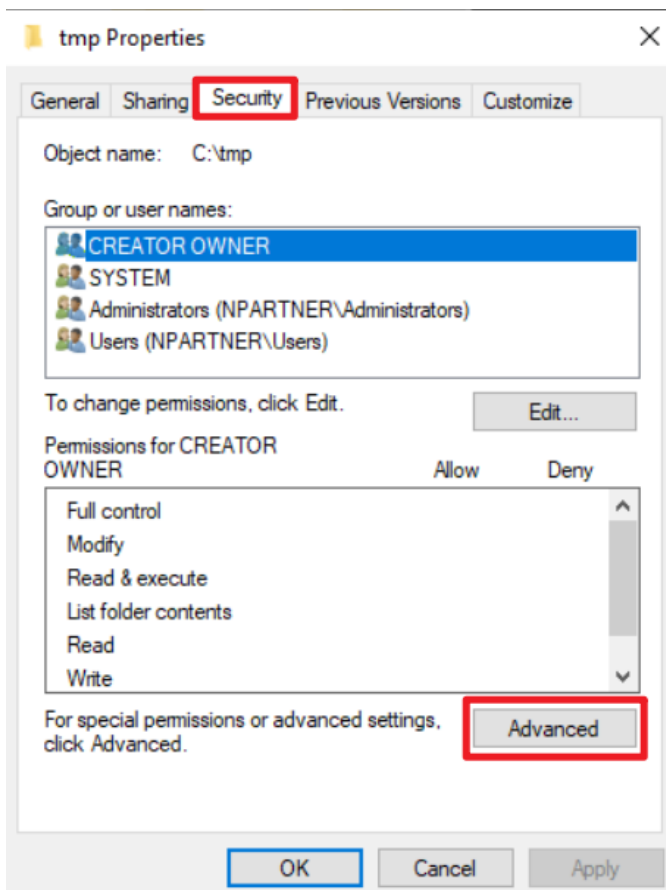 tmp Properties
General Sharing Security Previous Versions Customize
Object name: C:\tmp
Group or user names:
CREATOR OWNER
SYSTEM
Administrators (NPARTNER\Administrators)
Users (NPARTNER\Users)
To change permissions, click Edit.
Edit...
Permissions for CREATOR
OWNER Allow Deny
Full control
Modify
Read & execute
List folder contents
Read
Write
For special permissions or advanced settings,
click Advanced.
Advanced
OK Cancel Apply